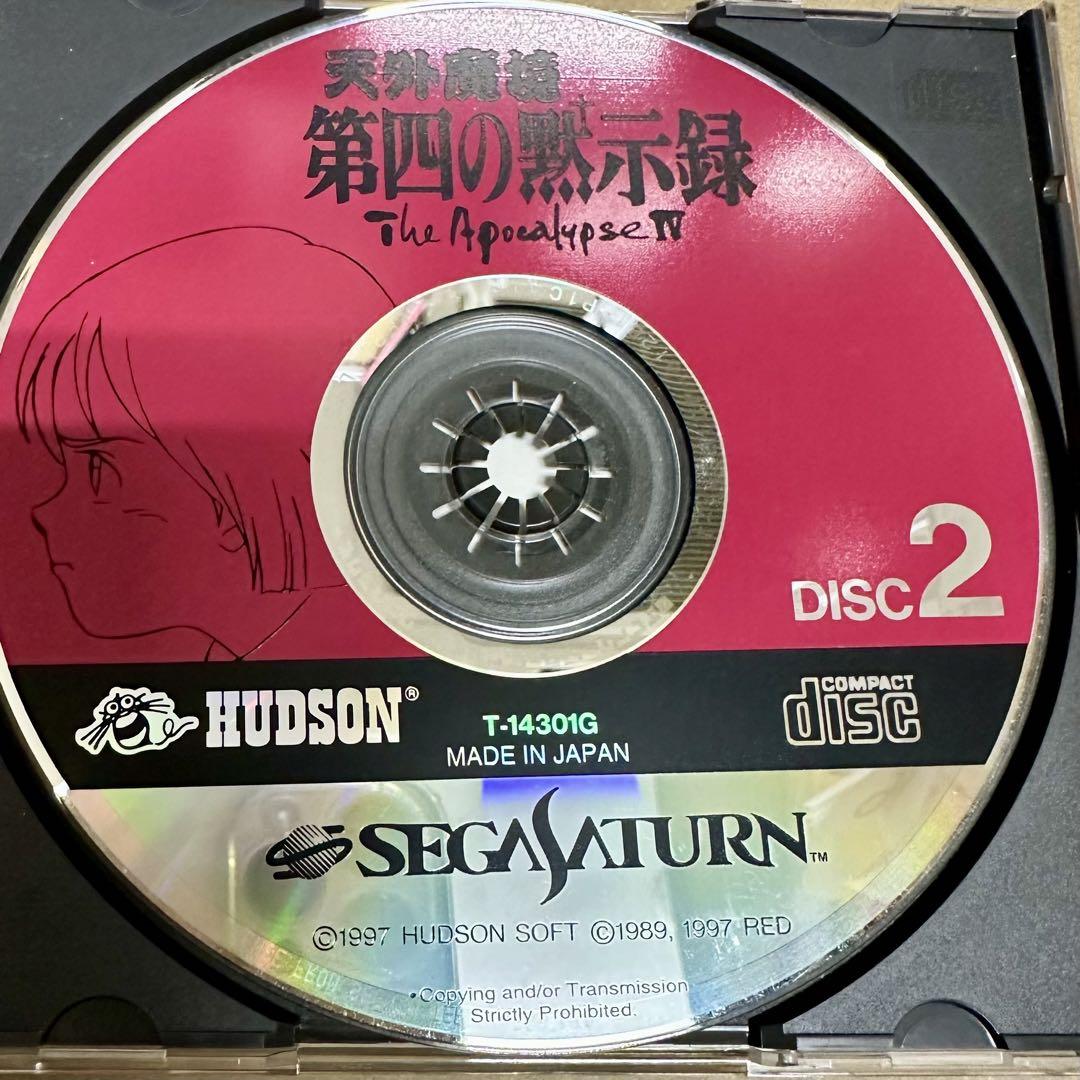 天外魔境
第四の黙示録
The Apocalypse IV
DISC 2
HUDSON®
T-14301G
MADE IN JAPAN
COMPACT
disc
SEGA SATURN™
©1997 HUDSON SOFT ©1989, 1997 RED
•Copying and/or Transmission
Strictly Prohibited.